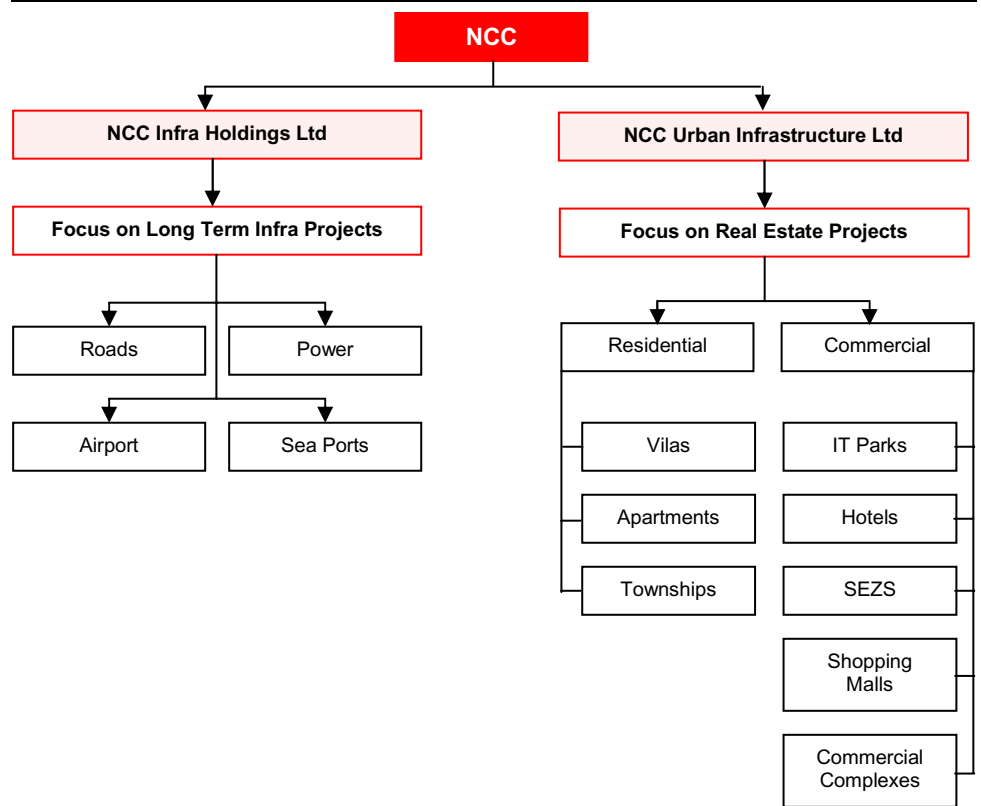 NCC
NCC Infra Holdings Ltd
NCC Urban Infrastructure Ltd
Focus on Long Term Infra Projects
Focus on Real Estate Projects
Roads
Power
Airport
Sea Ports
Residential
Commercial
Vilas
IT Parks
Apartments
Hotels
Townships
SEZS
Shopping
Malls
Commercial
Complexes